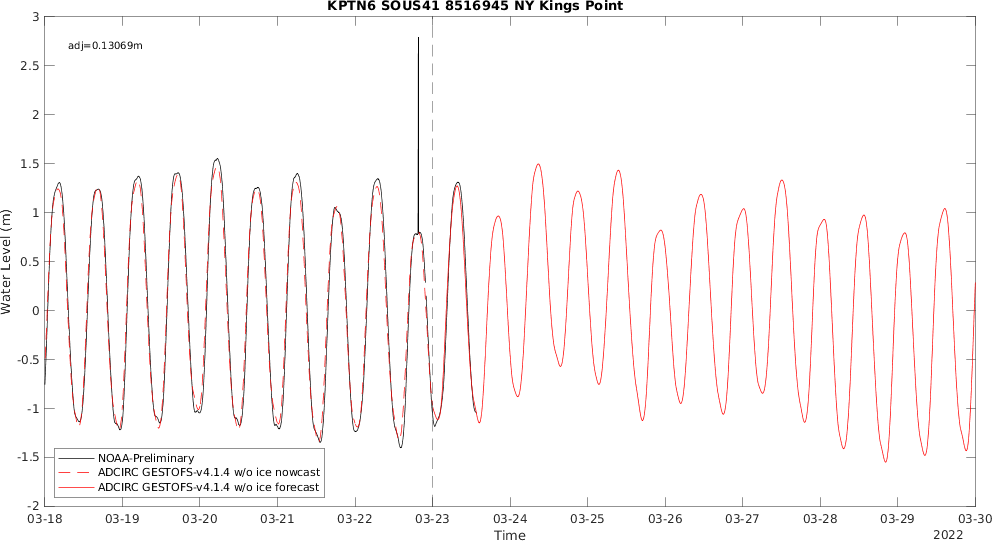 KPTN6 SOUS41 8516945 NY Kings Point
adj=0.13069m
3
2.5
2
1.5
1
0.5
0
-0.5
-1
-1.5
-2
Water Level (m)
NOAA-Preliminary
ADCIRC GESTOFS-v4.1.4 w/o ice nowcast
ADCIRC GESTOFS-v4.1.4 w/o ice forecast
03-18 03-19 03-20 03-21 03-22 03-23 03-24 03-25 03-26 03-27 03-28 03-29 03-30
Time
2022